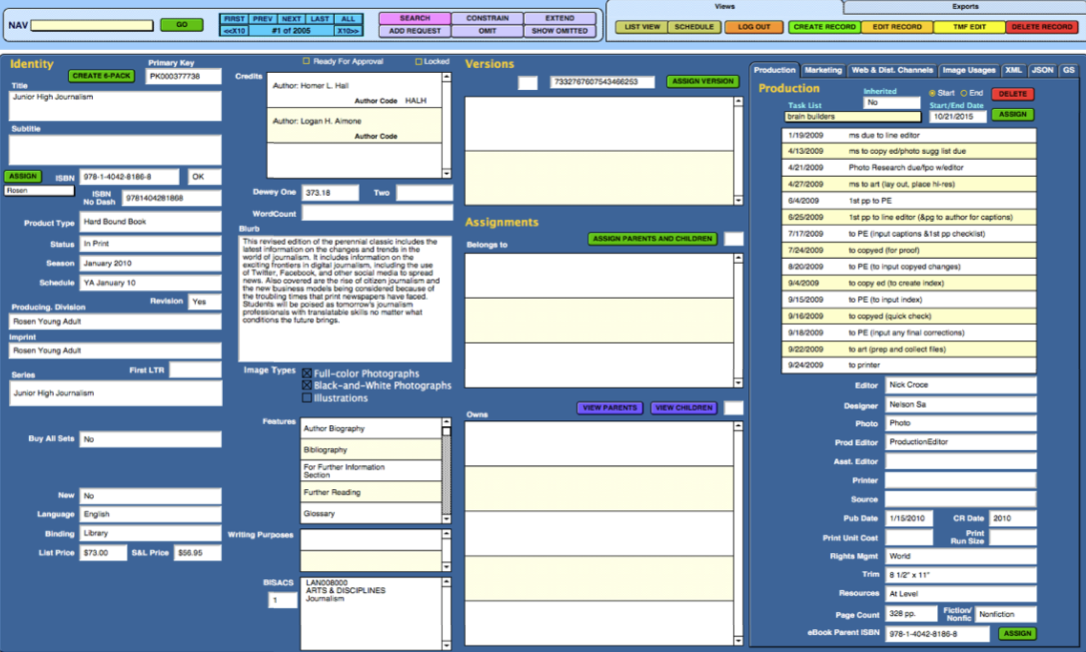 NAV
GO
FIRST PREV NEXT LAST ALL
<<X10 #1 of 2005 X10>>
SEARCH CONSTRAIN EXTEND
ADD REQUEST OMIT SHOW OMITTED
Views
LIST VIEW SCHEDULE LOG OUT
Exports
CREATE RECORD EDIT RECORD TMF EDIT DELETE RECORD
Identity
CREATE 6-PACK
Primary Key
PK000377738
Title
Junior High Journalism
Subtitle
ASSIGN ISBN 978-1-4042-8186-8 OK
Rosen
ISBN No Dash 9781404281868
Product Type Hard Bound Book
Status In Print
Season January 2010
Schedule YA January 10
Revision Yes
Producing. Division
Rosen Young Adult
Imprint
Rosen Young Adult
First LTR
Series
Junior High Journalism
Buy All Sets No
New No
Language English
Binding Library
List Price $73.00 S&L Price $56.95
Ready For Approval Locked
Credits
Author: Homer L. Hall
Author Code HALH
Author: Logan H. Aimone
Author Code
Dewey One 373.18 Two
WordCount
Blurb
This revised edition of the perennial classic includes the
latest information on the changes and trends in the
world of journalism. It includes information on the
exciting frontiers in digital journalism, including the use
of Twitter, Facebook, and other social media to spread
news. Also covered are the rise of citizen journalism and
the new business models being considered because of
the troubling times that print newspapers have faced.
Students will be poised as tomorrow's journalism
professionals with translatable skills no matter what
conditions the future brings.
Image Types Full-color Photographs
Black-and-White Photographs
Illustrations
Features
Author Biography
Bibliography
For Further Information
Section
Further Reading
Glossary
Writing Purposes
BISACS
1
LAN008000
ARTS & DISCIPLINES
Journalism
Versions
7332767607543466253 ASSIGN VERSION
Assignments
Belongs to ASSIGN PARENTS AND CHILDREN
Owns VIEW PARENTS VIEW CHILDREN
Production Marketing Web & Dist. Channels Image Usages XML JSON GS
Production
Inherited
No
Start End DELETE
Task List
brain builders
Start/End Date
10/21/2015 ASSIGN
1/19/2009 ms due to line editor
4/13/2009 ms to copy ed/photo sugg list due
4/21/2009 Photo Research due/fpo w/editor
4/27/2009 ms to art (lay out, place hi-res)
6/4/2009 1st pp to PE
6/25/2009 1st pp to line editor (&pg to author for captions)
7/17/2009 to PE (input captions &1st pp checklist)
7/24/2009 to copyed (for proof)
8/20/2009 to PE (to input copyed changes)
9/4/2009 to copy ed (to create index)
9/15/2009 to PE (to input index)
9/16/2009 to copyed (quick check)
9/18/2009 to PE (input any final corrections)
9/22/2009 to art (prep and collect files)
9/24/2009 to printer
Editor Nick Croce
Designer Nelson Sa
Photo Photo
Prod Editor ProductionEditor
Asst. Editor
Printer
Source
Pub Date 1/15/2010 CR Date 2010
Print Unit Cost Print Run Size
Rights Mgmt World
Trim 8 1/2" x 11"
Resources At Level
Page Count 328 pp. Fiction/ Nonfic Nonfiction
eBook Parent ISBN 978-1-4042-8186-8 ASSIGN